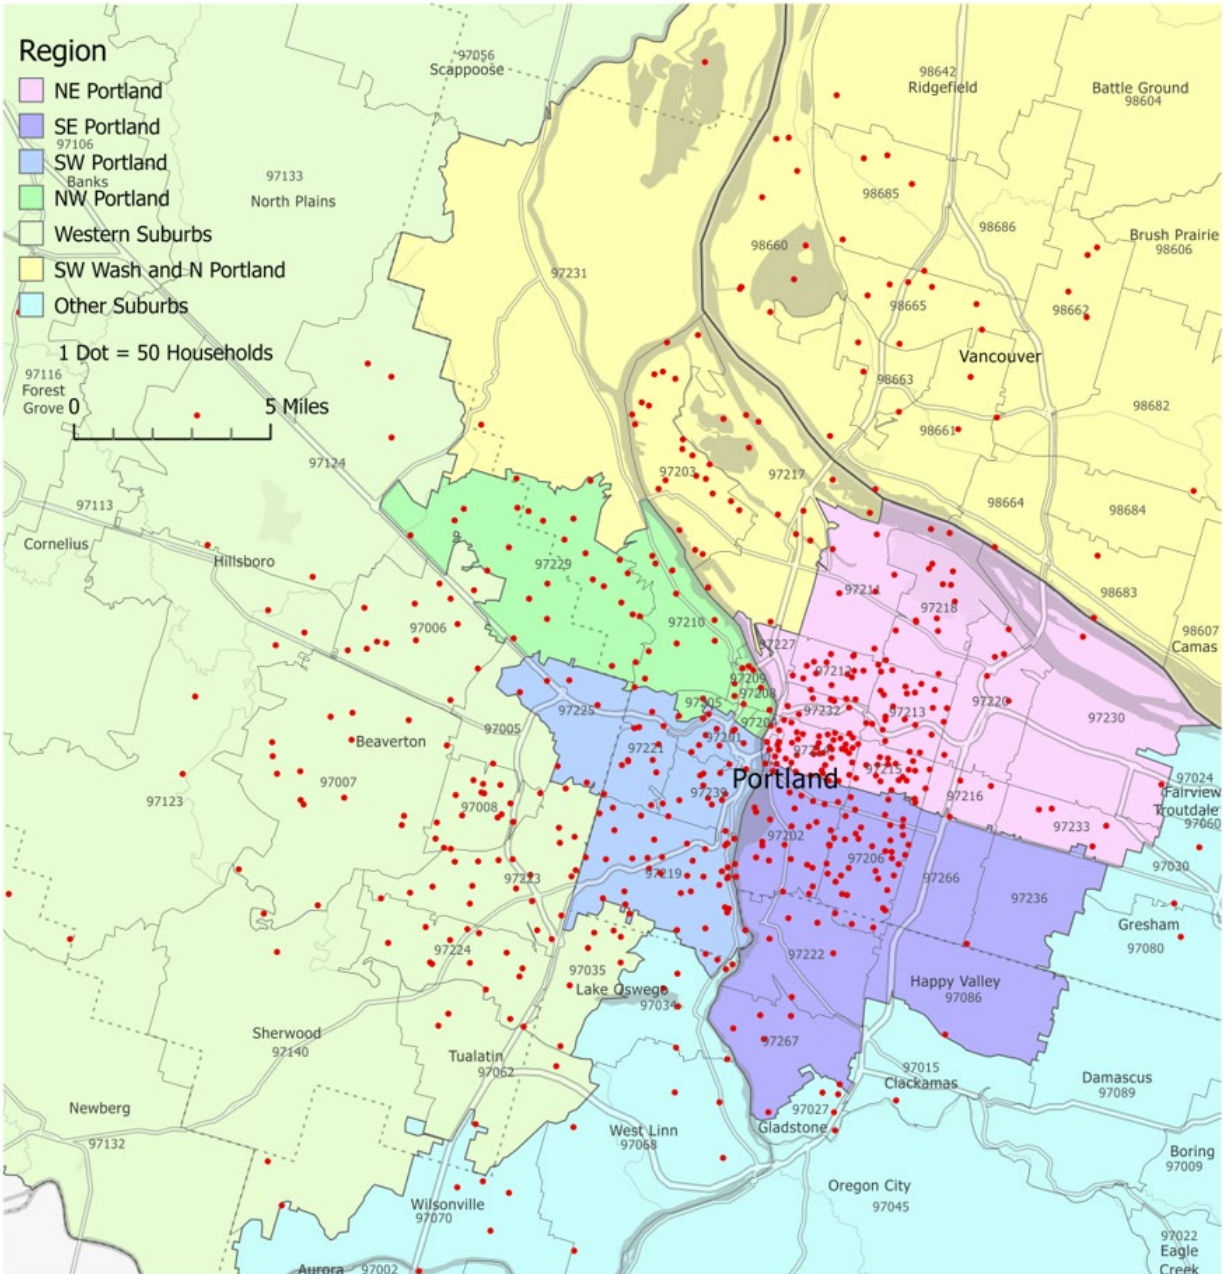 Region
NE Portland
SE Portland
SW Portland
NW Portland
Western Suburbs
SW Wash and N Portland
Other Suburbs
1 Dot = 50 Households
0
5 Miles
97056
Scappoose
98642
Ridgefield
Battle Ground
98604
97106
Banks
97133
North Plains
98685
98686
98660
Brush Prairie
98606
97231
98665
98662
Vancouver
97116
Forest
Grove
98663
98682
98661
97124
97203
97217
98664
98684
97113
Cornelius
Hillsboro
97229
97211
97218
98683
97006
97210
98607
Camas
97227
97209
97208
97212
97220
97230
97225
97232
97213
97005
97201
97221
Beaverton
97215
Portland
97007
97123
97008
97239
97216
97024
Fairview
Troutdale
97060
97233
97202
97206
97030
97223
97219
97266
97236
Gresham
97080
97224
97222
97035
Lake Oswego
97034
Happy Valley
97086
Sherwood
97140
97267
Tualatin
97062
97015
Clackamas
Damascus
97089
Newberg
97132
97027
Gladstone
West Linn
97068
Boring
97009
Oregon City
97045
Wilsonville
97070
97022
Eagle
Creek
Aurora 97002